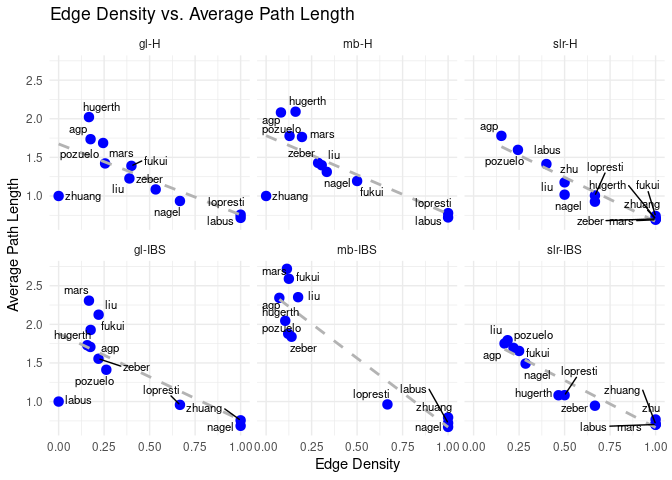 Edge Density vs. Average Path Length
gl-H
mb-H
slr-H
2.5
2.0
1.5
1.0
hugerth
agp
pozuelo
mars
fukui
zeber
liu
nagel
zhuang
lopresti
labus
hugerth
agp
pozuelo
mars
zeber
liu
nagel
fukui
zhuang
lopresti
labus
agp
pozuelo
labus
lopresti
zhu
liu
hugerth
fukui
nagel
zhuang
zeber
mars
gl-IBS
mb-IBS
slr-IBS
2.5
2.0
1.5
1.0
mars
liu
fukui
hugerth
agp
zeber
pozuelo
labus
lopresti
zhuang
nagel
mars
fukui
liu
agp
hugerth
pozuelo
zeber
lopresti
labus
zhuang
nagel
liu
pozuelo
agp
fukui
nagel
lopresti
hugerth
zeber
zhuang
zhu
labus
mars
0.00 0.25 0.50 0.75 1.00
0.00 0.25 0.50 0.75 1.00
0.00 0.25 0.50 0.75 1.00
Edge Density
Average Path Length